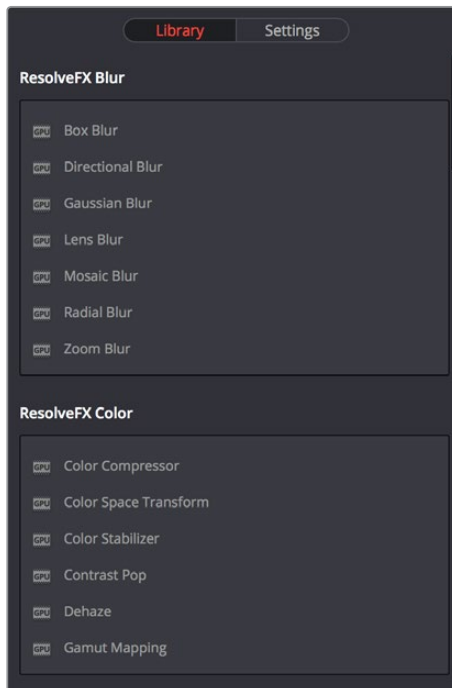 Library Settings
ResolveFX Blur
GPU Box Blur
GPU Directional Blur
GPU Gaussian Blur
GPU Lens Blur
GPU Mosaic Blur
GPU Radial Blur
GPU Zoom Blur
ResolveFX Color
GPU Color Compressor
GPU Color Space Transform
GPU Color Stabilizer
GPU Contrast Pop
GPU Dehaze
GPU Gamut Mapping